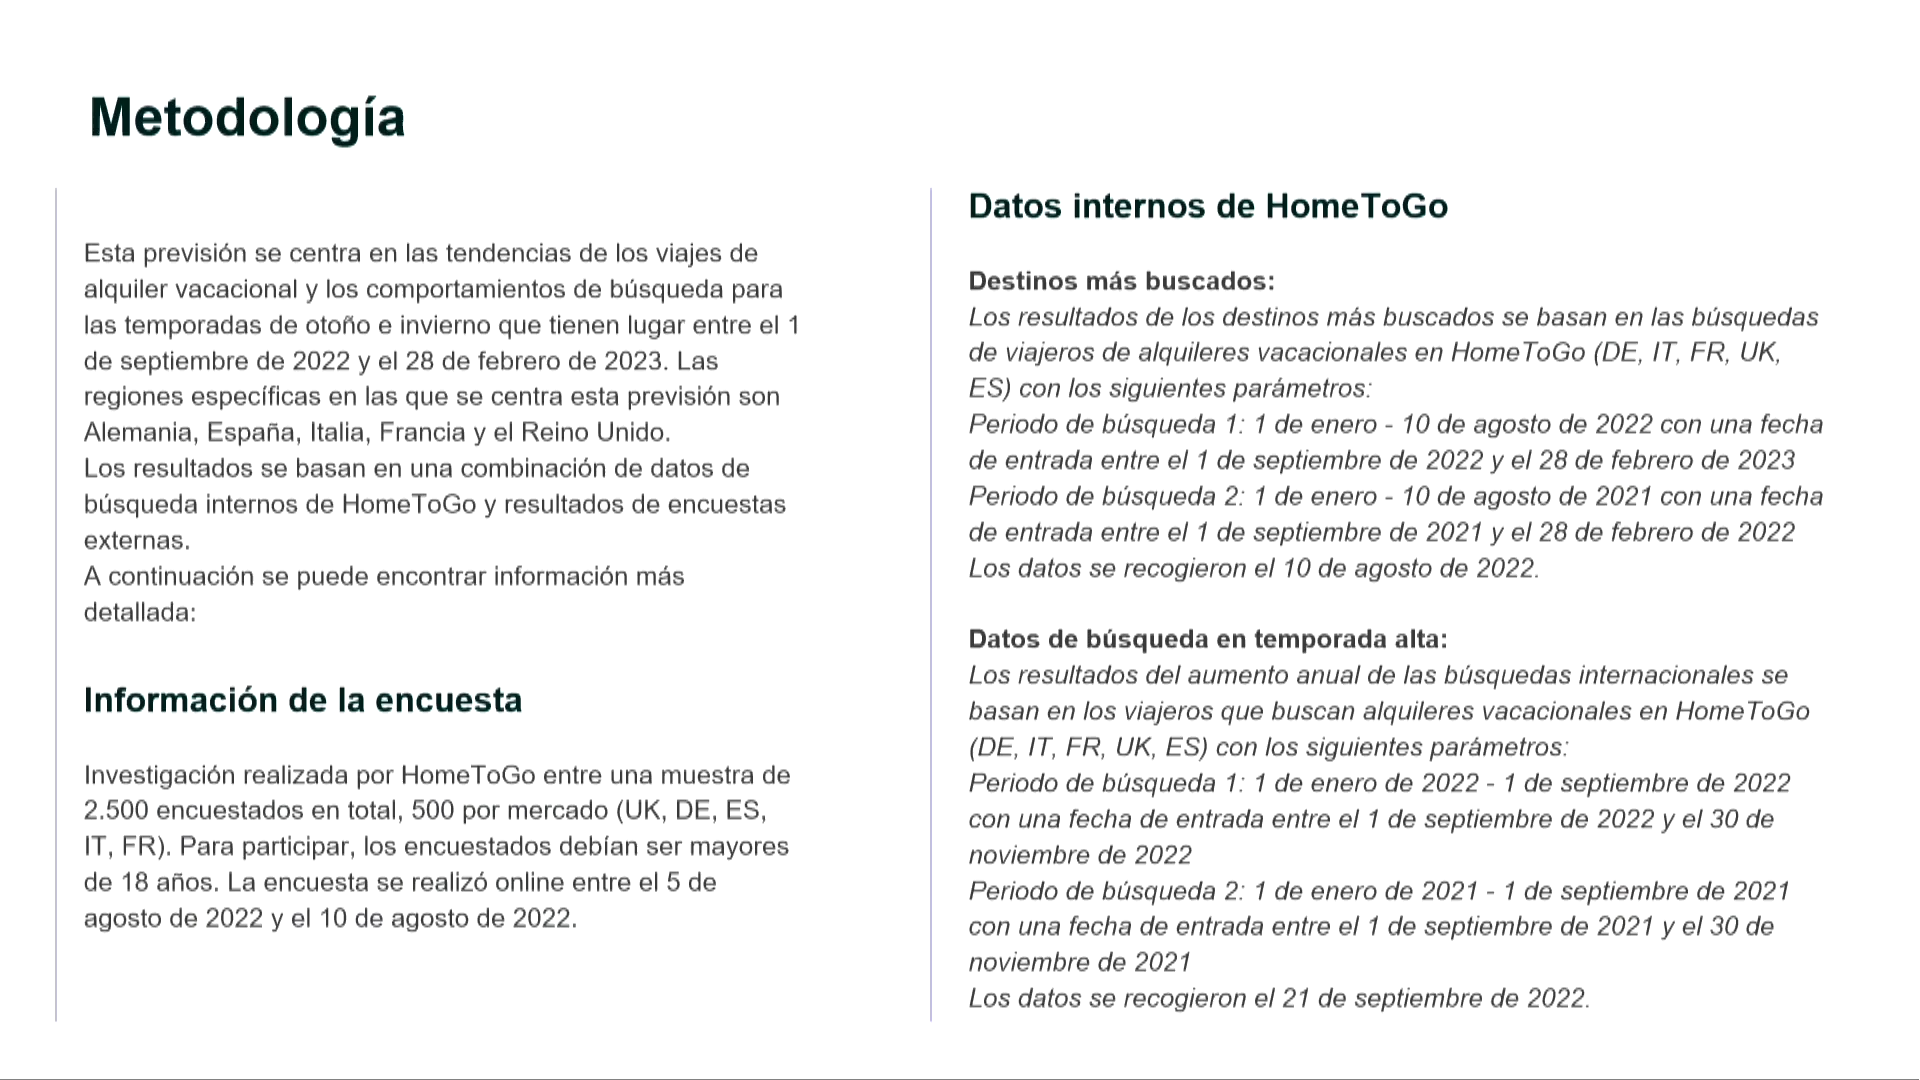 Metodología
Esta previsión se centra en las tendencias de los viajes de
alquiler vacacional y los comportamientos de búsqueda para
las temporadas de otoño e invierno que tienen lugar entre el 1
de septiembre de 2022 y el 28 de febrero de 2023. Las
regiones específicas en las que se centra esta previsión son
Alemania, España, Italia, Francia y el Reino Unido.
Los resultados se basan en una combinación de datos de
búsqueda internos de HomeToGo y resultados de encuestas
externas.
A continuación se puede encontrar información más
detallada:
Información de la encuesta
Investigación realizada por HomeToGo entre una muestra de
2.500 encuestados en total, 500 por mercado (UK, DE, ES,
IT, FR). Para participar, los encuestados debían ser mayores
de 18 años. La encuesta se realizó online entre el 5 de
agosto de 2022 y el 10 de agosto de 2022.
Datos internos de HomeToGo
Destinos más buscados:
Los resultados de los destinos más buscados se basan en las búsquedas
de viajeros de alquileres vacacionales en HomeToGo (DE, IT, FR, UK,
ES) con los siguientes parámetros:
Periodo de búsqueda 1: 1 de enero - 10 de agosto de 2022 con una fecha
de entrada entre el 1 de septiembre de 2022 y el 28 de febrero de 2023
Periodo de búsqueda 2: 1 de enero - 10 de agosto de 2021 con una fecha
de entrada entre el 1 de septiembre de 2021 y el 28 de febrero de 2022
Los datos se recogieron el 10 de agosto de 2022.
Datos de búsqueda en temporada alta:
Los resultados del aumento anual de las búsquedas internacionales se
basan en los viajeros que buscan alquileres vacacionales en HomeToGo
(DE, IT, FR, UK, ES) con los siguientes parámetros:
Periodo de búsqueda 1: 1 de enero de 2022 - 1 de septiembre de 2022
con una fecha de entrada entre el 1 de septiembre de 2022 y el 30 de
noviembre de 2022
Periodo de búsqueda 2: 1 de enero de 2021 - 1 de septiembre de 2021
con una fecha de entrada entre el 1 de septiembre de 2021 y el 30 de
noviembre de 2021
Los datos se recogieron el 21 de septiembre de 2022.